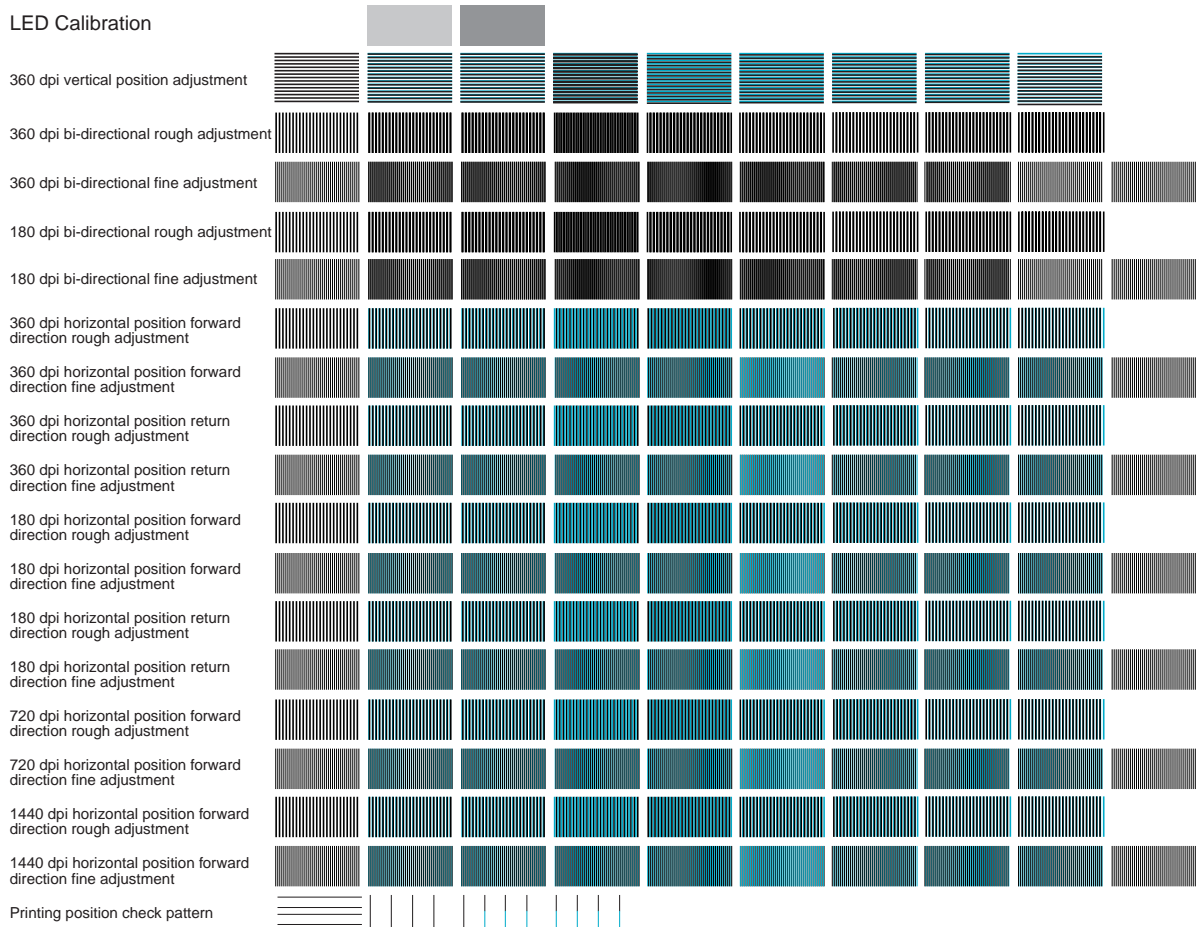 LED Calibration
360 dpi vertical position adjustment
360 dpi bi-directional rough adjustment
360 dpi bi-directional fine adjustment
180 dpi bi-directional rough adjustment
180 dpi bi-directional fine adjustment
360 dpi horizontal position forward
direction rough adjustment
360 dpi horizontal position forward
direction fine adjustment
360 dpi horizontal position return
direction rough adjustment
360 dpi horizontal position return
direction fine adjustment
180 dpi horizontal position forward
direction rough adjustment
180 dpi horizontal position forward
direction fine adjustment
180 dpi horizontal position return
direction rough adjustment
180 dpi horizontal position return
direction fine adjustment
720 dpi horizontal position forward
direction rough adjustment
720 dpi horizontal position forward
direction fine adjustment
1440 dpi horizontal position forward
direction rough adjustment
1440 dpi horizontal position forward
direction fine adjustment
Printing position check pattern